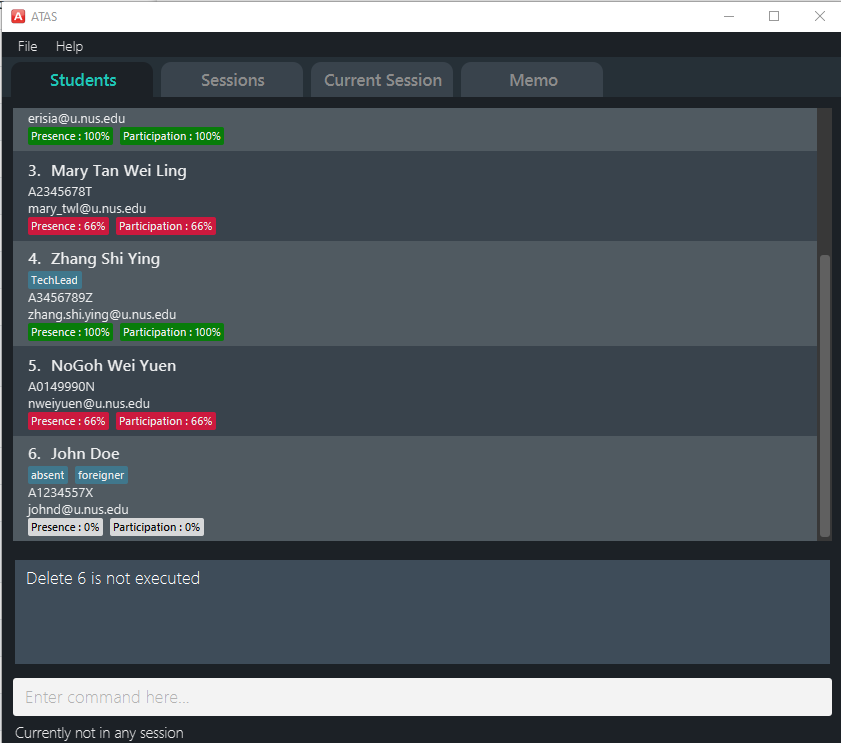 A ATAS
File Help
Students Sessions Current Session Memo
erisia@u.nus.edu
Presence : 100% Participation : 100%
3. Mary Tan Wei Ling
A2345678T
mary_twl@u.nus.edu
Presence : 66% Participation : 66%
4. Zhang Shi Ying
TechLead
A3456789Z
zhang.shi.ying@u.nus.edu
Presence : 100% Participation : 100%
5. NoGoh Wei Yuen
A0149990N
nweiyuen@u.nus.edu
Presence : 66% Participation : 66%
6. John Doe
absent foreigner
A1234557X
johnd@u.nus.edu
Presence : 0% Participation : 0%
Delete 6 is not executed
Enter command here...
Currently not in any session